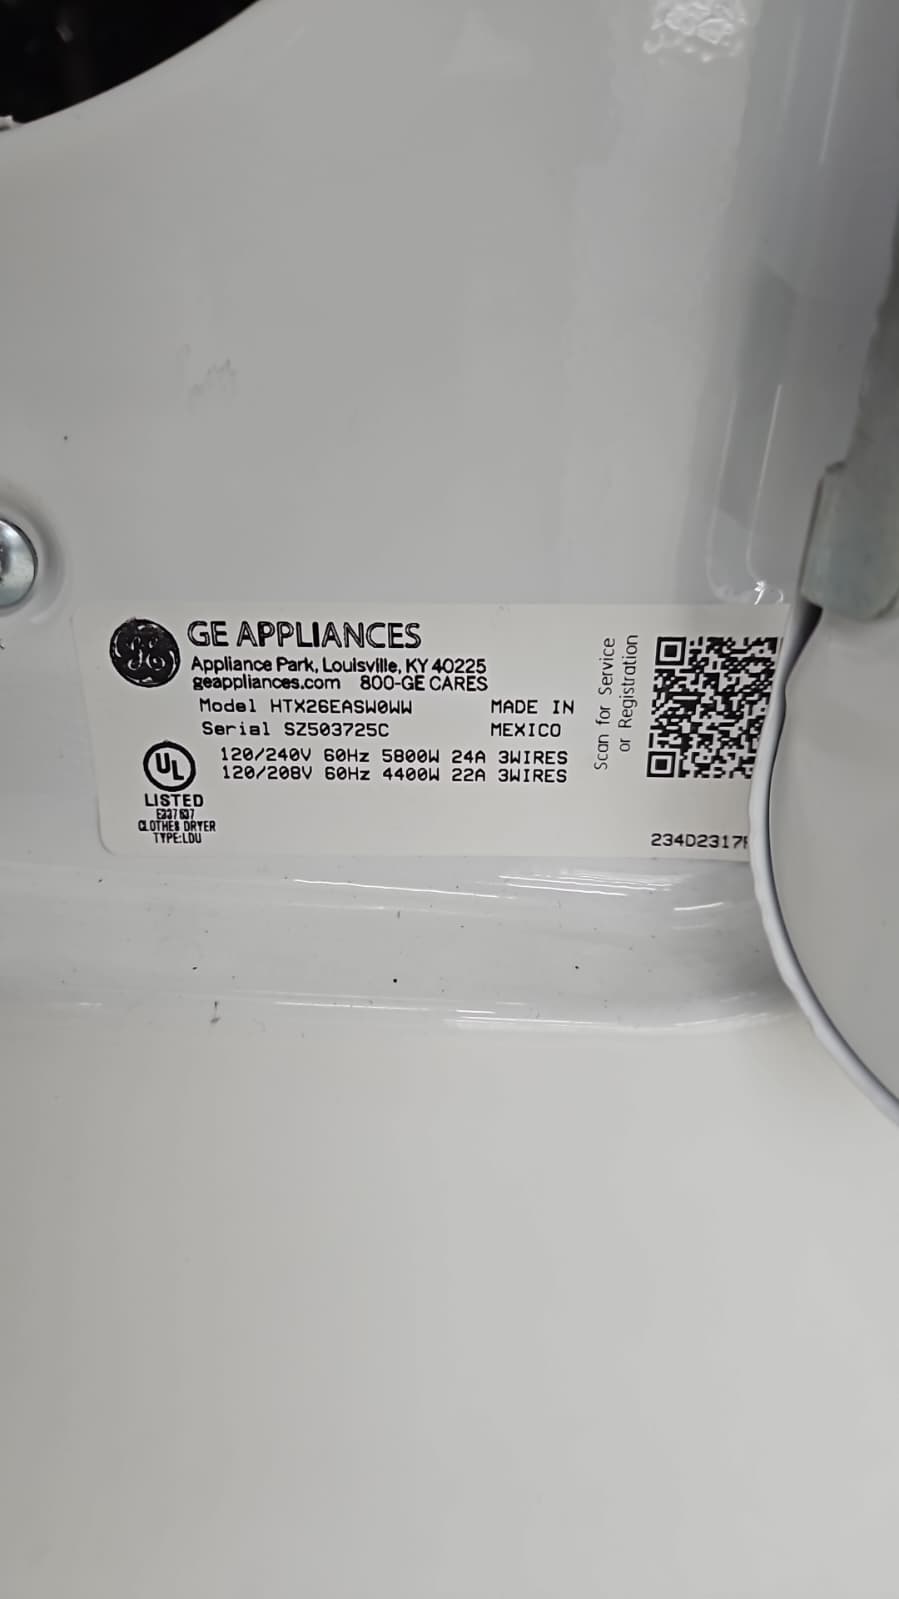 GE APPLIANCES
Appliance Park, Louisville, KY 40225
geappliances.com 800-GE CARES
Model HTX26EASW0WW
Serial SZ503725C
MADE IN
MEXICO
120/240V 60Hz 5800W 24A 3WIRES
120/208V 60Hz 4400W 22A 3WIRES
UL
LISTED
CLOTHES DRYER
TYPE:LDU
Scan for Service
or Registration
234D2317